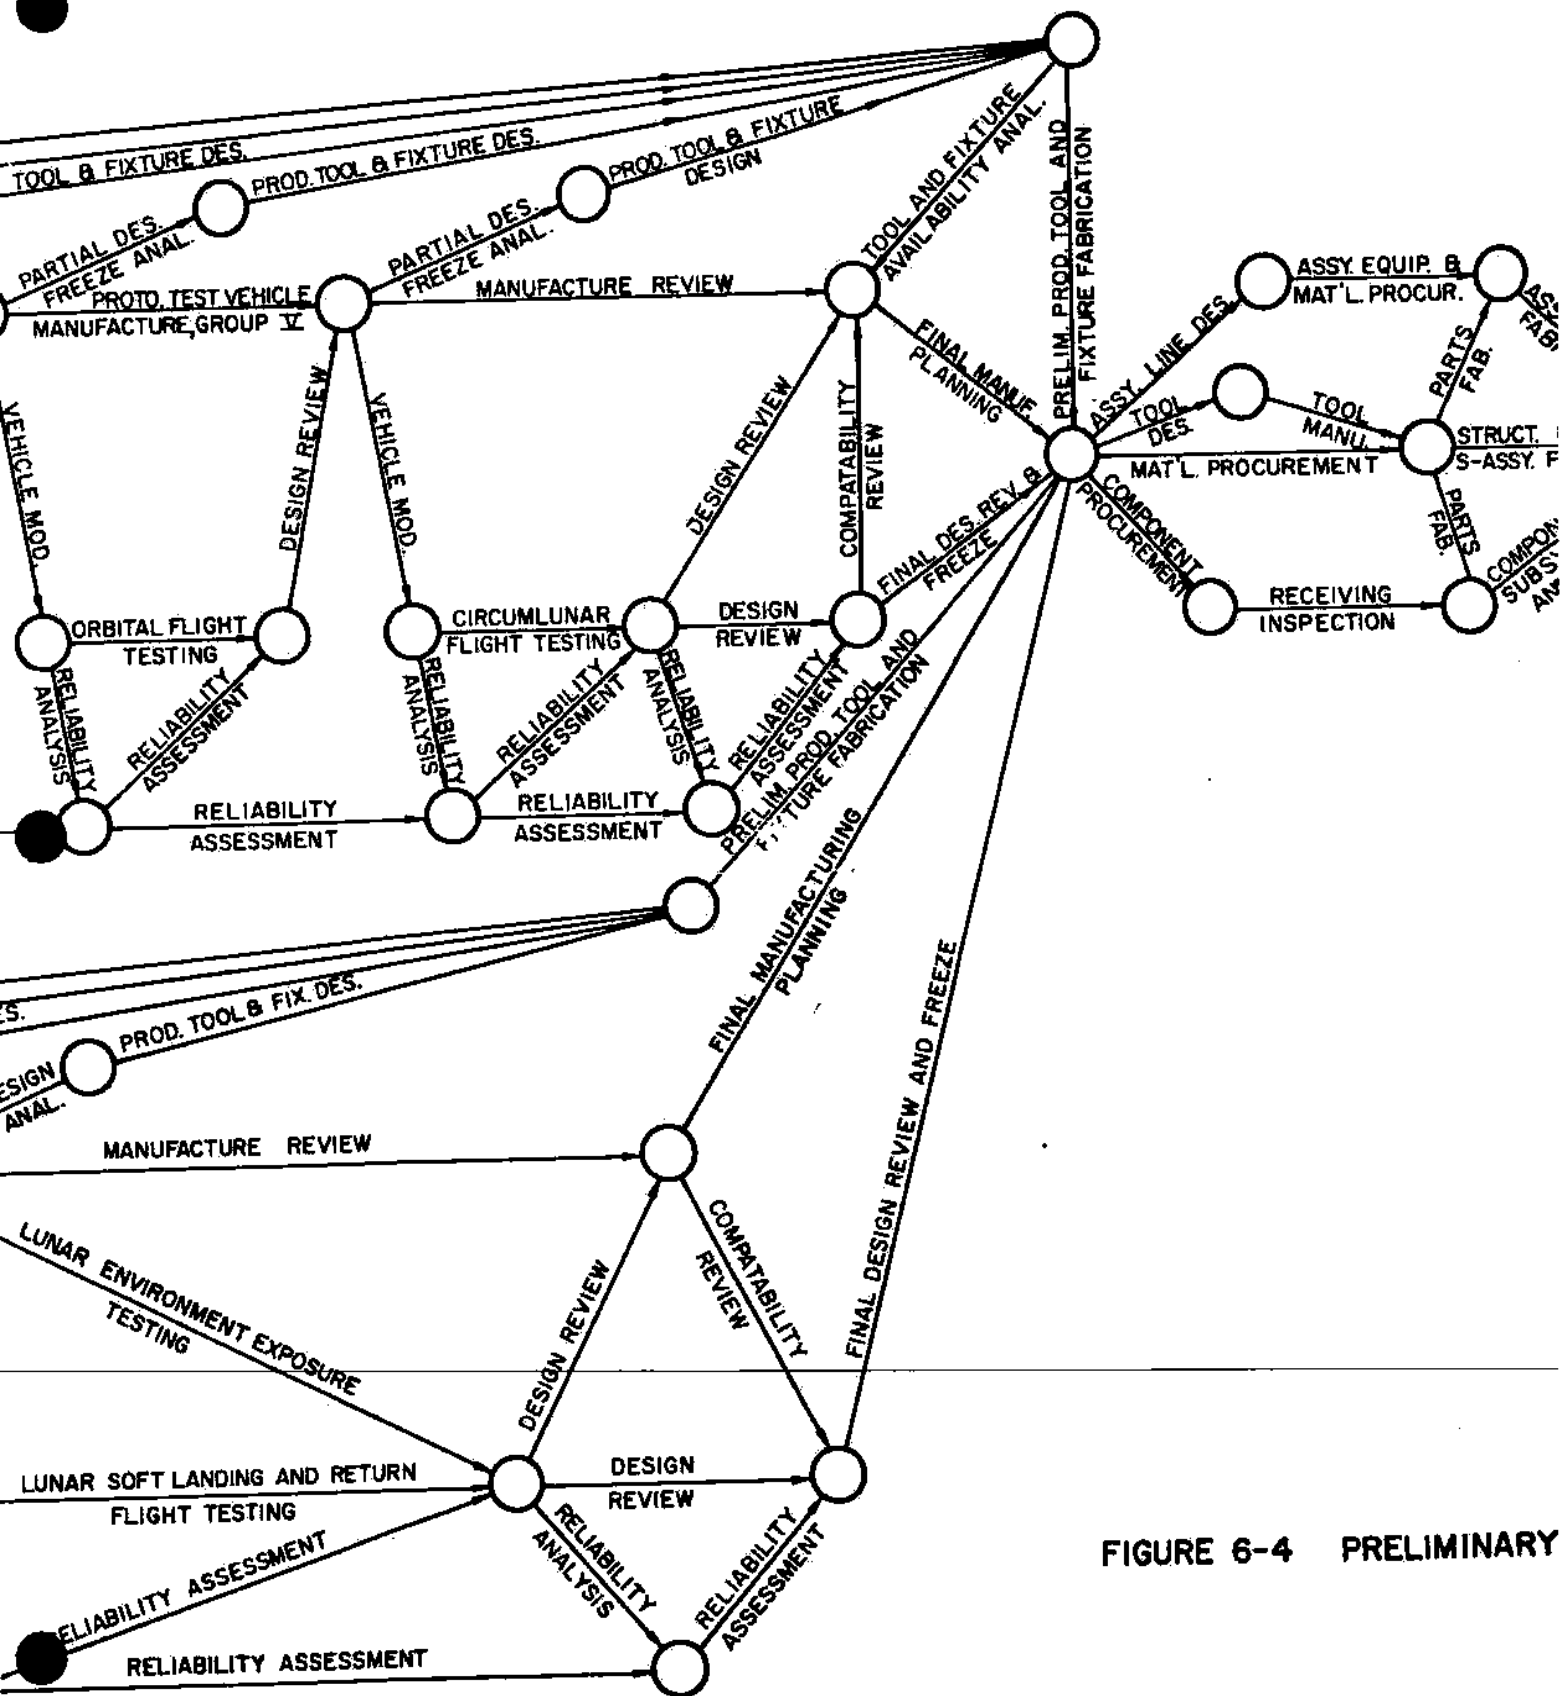 TOOL & FIXTURE DES.
PROD. TOOL & FIXTURE DES.
PROD. TOOL & FIXTURE
DESIGN
TOOL AND FIXTURE
AVAILABILITY ANAL.
PRELIM. PROD. TOOL AND
FIXTURE FABRICATION
PARTIAL DES.
FREEZE ANAL.
PARTIAL DES.
FREEZE ANAL.
PROTO. TEST VEHICLE
MANUFACTURE, GROUP V
MANUFACTURE REVIEW
FINAL MANUF.
PLANNING
ASSY. LINE DES.
ASSY. EQUIP. &
MAT'L. PROCUR.
PARTS
FAB.
TOOL
DES.
TOOL
MANU.
MAT'L. PROCUREMENT
STRUCT.
S-ASSY. F
VEHICLE MOD.
DESIGN REVIEW
VEHICLE MOD.
DESIGN REVIEW
COMPATABILITY
REVIEW
FINAL DES. REV. &
FREEZE
COMPONENT
PROCUREMENT
PARTS
FAB.
RECEIVING
INSPECTION
ORBITAL FLIGHT
TESTING
CIRCUMLUNAR
FLIGHT TESTING
DESIGN
REVIEW
RELIABILITY
ANALYSIS
RELIABILITY
ASSESSMENT
RELIABILITY
ANALYSIS
RELIABILITY
ASSESSMENT
RELIABILITY
ANALYSIS
RELIABILITY
ASSESSMENT
PRELIM. PROD. TOOL AND
FABRICATION
RELIABILITY
ASSESSMENT
RELIABILITY
ASSESSMENT
FINAL MANUFACTURING
PLANNING
FINAL DESIGN REVIEW AND FREEZE
ES.
PROD. TOOL & FIX. DES.
ESIGN
ANAL.
MANUFACTURE REVIEW
LUNAR ENVIRONMENT EXPOSURE
TESTING
DESIGN REVIEW
COMPATABILITY
REVIEW
LUNAR SOFT LANDING AND RETURN
FLIGHT TESTING
DESIGN
REVIEW
RELIABILITY
ANALYSIS
RELIABILITY
ASSESSMENT
ELIABILITY ASSESSMENT
RELIABILITY ASSESSMENT
FIGURE 6-4 PRELIMINARY